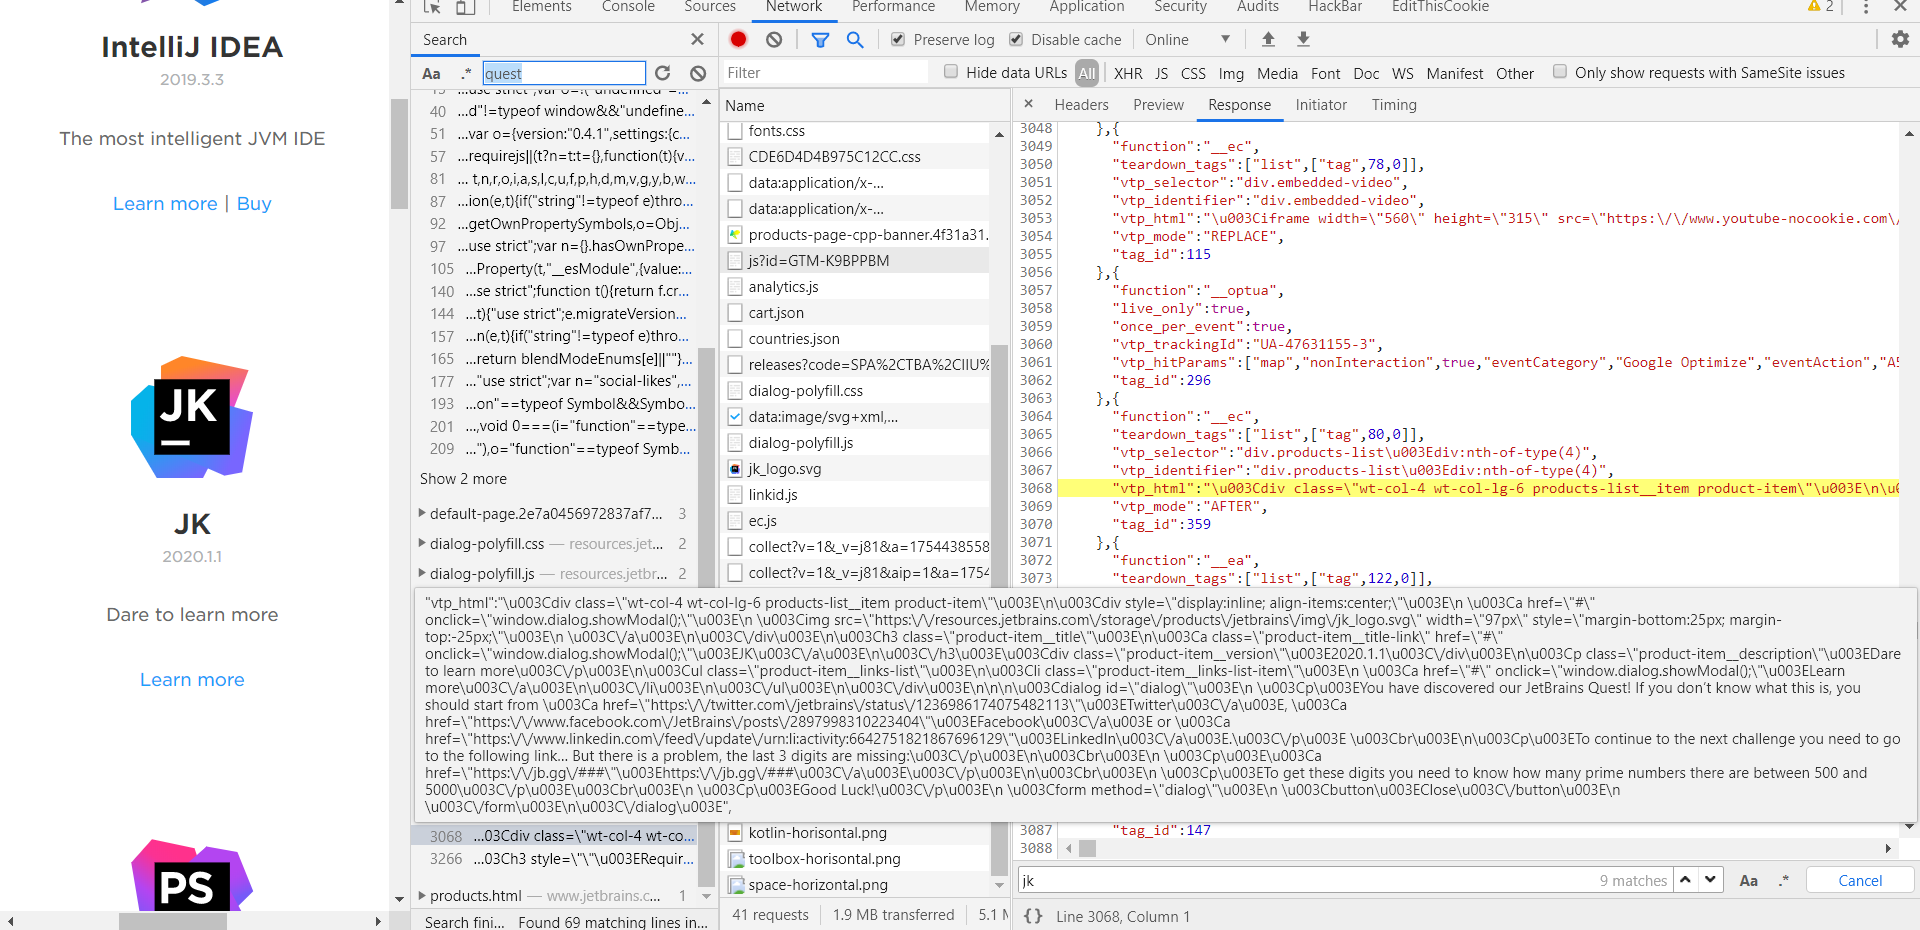 IntelliJ IDEA
2019.3.3
The most intelligent JVM IDE
Learn more | Buy
JK
JK
2020.1.1
Dare to learn more
Learn more
PS
Elements Console Sources Network Performance Memory Application Security Audits HackBar EditThisCookie 2
Search
Aa .* quest
...use strict";var o=!("undefined"=...
40 ...d"!=typeof window&&"undefine...
51 ...var o={version:"0.4.1",settings:{c...
57 ...requirejs||(t?n=t:t={},function(t){v...
81 ... t,n,r,o,i,a,s,l,c,u,f,p,h,d,m,v,g,y,b,w...
87 ...ion(e,t){if("string"!=typeof e)thro...
92 ...getOwnPropertySymbols,o=Obj...
97 ...use strict";var n={}.hasOwnPrope...
105 ...Property(t,"__esModule",{value:...
140 ...se strict";function t(){return f.cr...
144 ...t){"use strict";e.migrateVersion...
157 ...n(e,t){if("string"!=typeof e)thro...
165 ...return blendModeEnums[e]||""}...
177 ..."use strict";var n="social-likes",...
193 ...on"==typeof Symbol&&Symbo...
201 ...,void 0===(i="function"==type...
209 ..."),o="function"==typeof Symb...
Show 2 more
default-page.2e7a0456972837af7... 3
dialog-polyfill.css — resources.jet... 2
dialog-polyfill.js — resources.jetbr... 2
Preserve log Disable cache Online
Filter Hide data URLs All XHR JS CSS Img Media Font Doc WS Manifest Other Only show requests with SameSite issues
Name
fonts.css
CDE6D4D4B975C12CC.css
data:application/x-...
data:application/x-...
products-page-cpp-banner.4f31a31.
js?id=GTM-K9BPPBM
analytics.js
cart.json
countries.json
releases?code=SPA%2CTBA%2CIIU%
dialog-polyfill.css
data:image/svg+xml,...
dialog-polyfill.js
jk_logo.svg
linkid.js
ec.js
collect?v=1&_v=j81&a=1754438558
collect?v=1&_v=j81&aip=1&a=1754
Headers Preview Response Initiator Timing
3048 },{
3049 "function":"__ec",
3050 "teardown_tags":["list",["tag",78,0]],
3051 "vtp_selector":"div.embedded-video",
3052 "vtp_identifier":"div.embedded-video",
3053 "vtp_html":"\u003Ciframe width=\"560\" height=\"315\" src=\"https:\/\/www.youtube-nocookie.com\/
3054 "vtp_mode":"REPLACE",
3055 "tag_id":115
3056 },{
3057 "function":"__optua",
3058 "live_only":true,
3059 "once_per_event":true,
3060 "vtp_trackingId":"UA-47631155-3",
3061 "vtp_hitParams":["map","nonInteraction",true,"eventCategory","Google Optimize","eventAction","A5
3062 "tag_id":296
3063 },{
3064 "function":"__ec",
3065 "teardown_tags":["list",["tag",80,0]],
3066 "vtp_selector":"div.products-list\u003Ediv:nth-of-type(4)",
3067 "vtp_identifier":"div.products-list\u003Ediv:nth-of-type(4)",
3068 "vtp_html":"\u003Cdiv class=\"wt-col-4 wt-col-lg-6 products-list__item product-item\"\u003E\n\u0
3069 "vtp_mode":"AFTER",
3070 "tag_id":359
3071 },{
3072 "function":"__ea",
3073 "teardown_tags":["list",["tag",122,0]],
"vtp_html":"\u003Cdiv class=\"wt-col-4 wt-col-lg-6 products-list__item product-item\"\u003E\n\u003Cdiv style=\"display:inline; align-items:center;\"\u003E\n \u003Ca href=\"#\"
onclick=\"window.dialog.showModal();\"\u003E\n \u003Cimg src=\"https:\/\/resources.jetbrains.com\/storage\/products\/jetbrains\/img\/jk_logo.svg\" width=\"97px\" style=\"margin-bottom:25px; margin-
top:-25px;\"\u003E\n \u003C\/a\u003E\n\u003C\/div\u003E\n\u003Ch3 class=\"product-item__title\"\u003E\n\u003Ca class=\"product-item__title-link\" href=\"#\"
onclick=\"window.dialog.showModal();\"\u003EJK\u003C\/a\u003E\n\u003C\/h3\u003E\u003Cdiv class=\"product-item__version\"\u003E2020.1.1\u003C\/div\u003E\n\u003Cp class=\"product-item__description\"\u003EDare
to learn more\u003C\/p\u003E\n\u003Cul class=\"product-item__links-list\"\u003E\n\u003Cli class=\"product-item__links-list-item\"\u003E\n \u003Ca href=\"#\" onclick=\"window.dialog.showModal();\"\u003ELearn
more\u003C\/a\u003E\n\u003C\/li\u003E\n\u003C\/ul\u003E\n\u003C\/div\u003E\n\n\n\u003Cdialog id=\"dialog\"\u003E\n \u003Cp\u003EYou have discovered our JetBrains Quest! If you don’t know what this is, you
should start from \u003Ca href=\"https:\/\/twitter.com\/jetbrains\/status\/1236986174075482113\"\u003ETwitter\u003C\/a\u003E, \u003Ca
href=\"https:\/\/www.facebook.com\/JetBrains\/posts\/2897998310223404\"\u003EFacebook\u003C\/a\u003E or \u003Ca
href=\"https:\/\/www.linkedin.com\/feed\/update\/urn:li:activity:6642751821867696129\"\u003ELinkedIn\u003C\/a\u003E.\u003C\/p\u003E \u003Cbr\u003E\n\u003Cp\u003ETo continue to the next challenge you need to go
to the following link... But there is a problem, the last 3 digits are missing:\u003C\/p\u003E\n\u003Cbr\u003E\n \u003Cp\u003E\u003Ca
href=\"https:\/\/jb.gg\/###\"\u003Ehttps:\/\/jb.gg\/###\u003C\/a\u003E\u003C\/p\u003E\n\u003Cbr\u003E\n \u003Cp\u003ETo get these digits you need to know how many prime numbers there are between 500 and
5000\u003C\/p\u003E\u003Cbr\u003E\n \u003Cp\u003EGood Luck!\u003C\/p\u003E\n \u003Cform method=\"dialog\"\u003E\n \u003Cbutton\u003EClose\u003C\/button\u003E\n
\u003C\/form\u003E\n\u003C\/dialog\u003E",
3068 ...03Cdiv class=\"wt-col-4 wt-co...
3266 ...03Ch3 style=\"\"\u003ERequir...
products.html — www.jetbrains.c... 1
Search fini... Found 69 matching lines in...
kotlin-horisontal.png
toolbox-horisontal.png
space-horizontal.png
41 requests 1.9 MB transferred 5.1 M
3087 "tag_id":147
3088
jk 9 matches Aa .* Cancel
{} Line 3068, Column 1